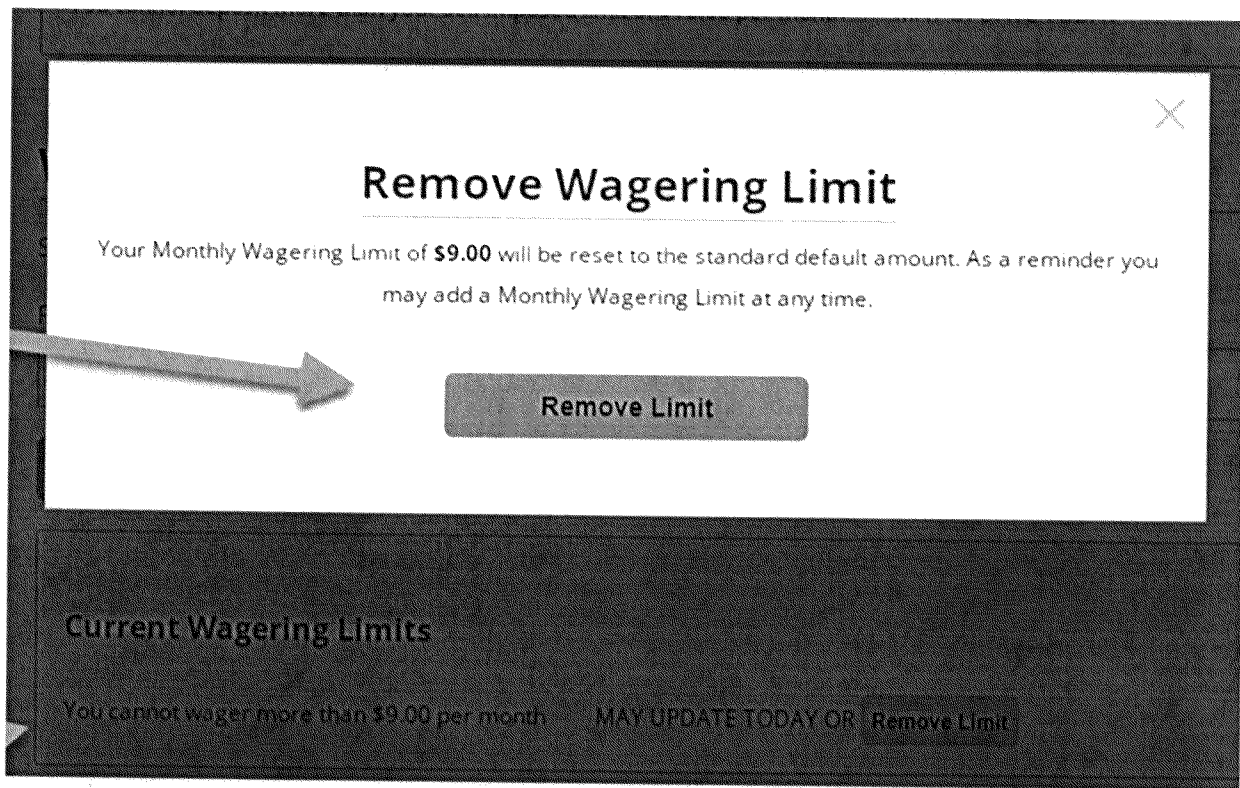 Remove Wagering Limit
Your Monthly Wagering Limit of $9.00 will be reset to the standard default amount. As a reminder you
may add a Monthly Wagering Limit at any time.
Remove Limit
Current Wagering Limits
You cannot wager more than $9.00 per month MAY UPDATE TODAY OR Remove Limit